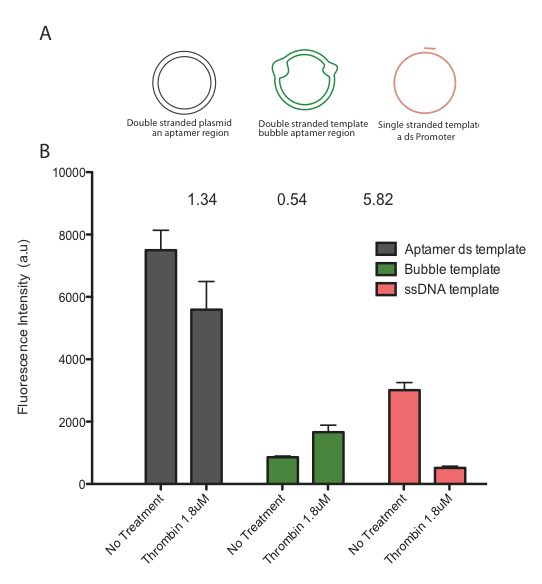 A
Double stranded plasmid
an aptamer region
Double stranded template
bubble aptamer region
Single stranded templat
a ds Promoter
B
10000
8000
6000
4000
2000
0
Fluorescence Intensity (a.u)
1.34
0.54
5.82
Aptamer ds template
Bubble template
ssDNA template
No Treatment
Thrombin 1.8uM
No Treatment
Thrombin 1.8uM
No Treatment
Thrombin 1.8uM